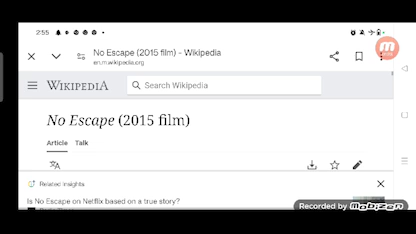 2:55
No Escape (2015 film) - Wikipedia
en.m.wikipedia.org
WIKIPEDIA
Search Wikipedia
No Escape (2015 film)
Article Talk
Related Insights
Is No Escape on Netflix based on a true story?
Recorded by Mobizen